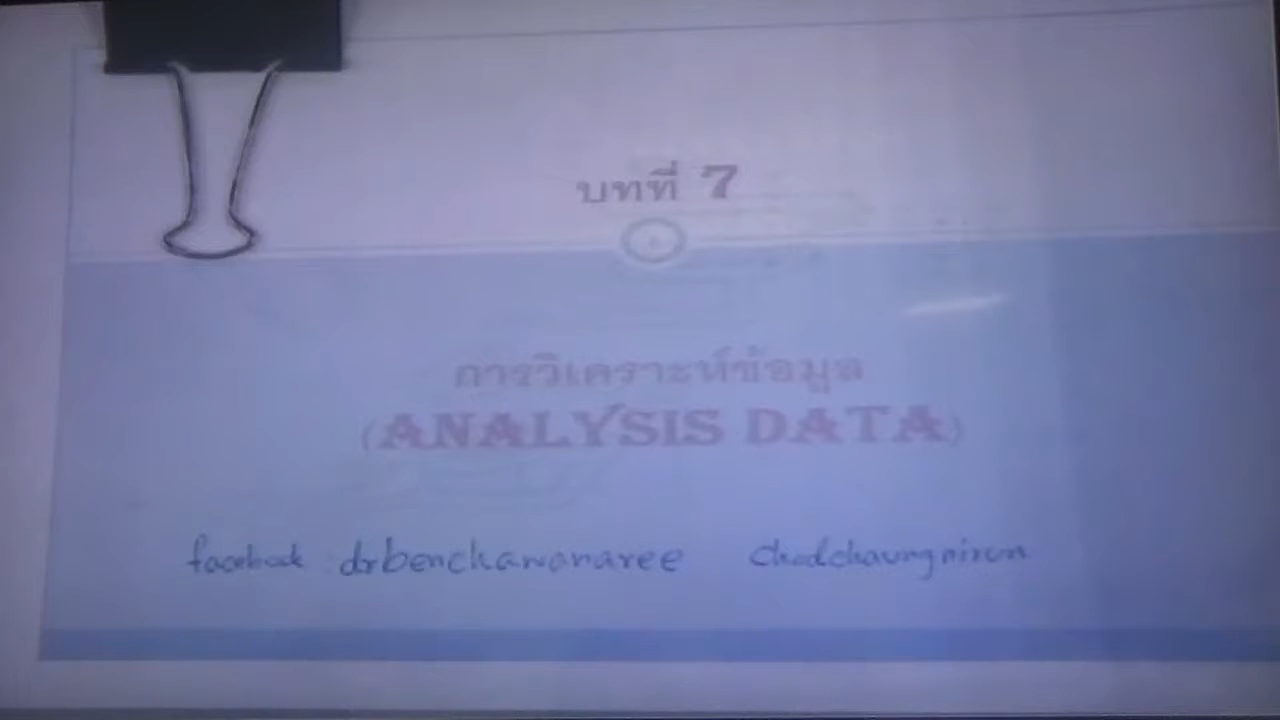 บทที่ 7
การวิเคราะห์ข้อมูล
(ANALYSIS DATA)
facebook : drbenchawanaree Chodchaungnirun